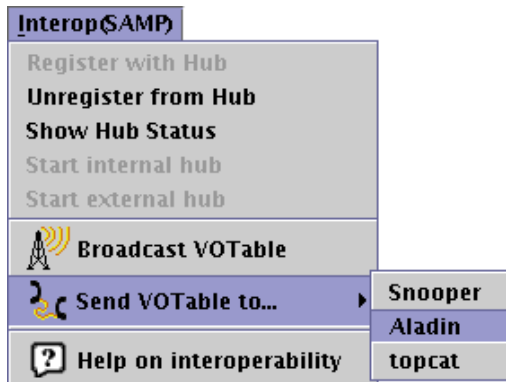 Interop(SAMP)
Register with Hub
Unregister from Hub
Show Hub Status
Start internal hub
Start external hub
Broadcast VOTable
Send VOTable to...
Snooper
Aladin
topcat
Help on interoperability